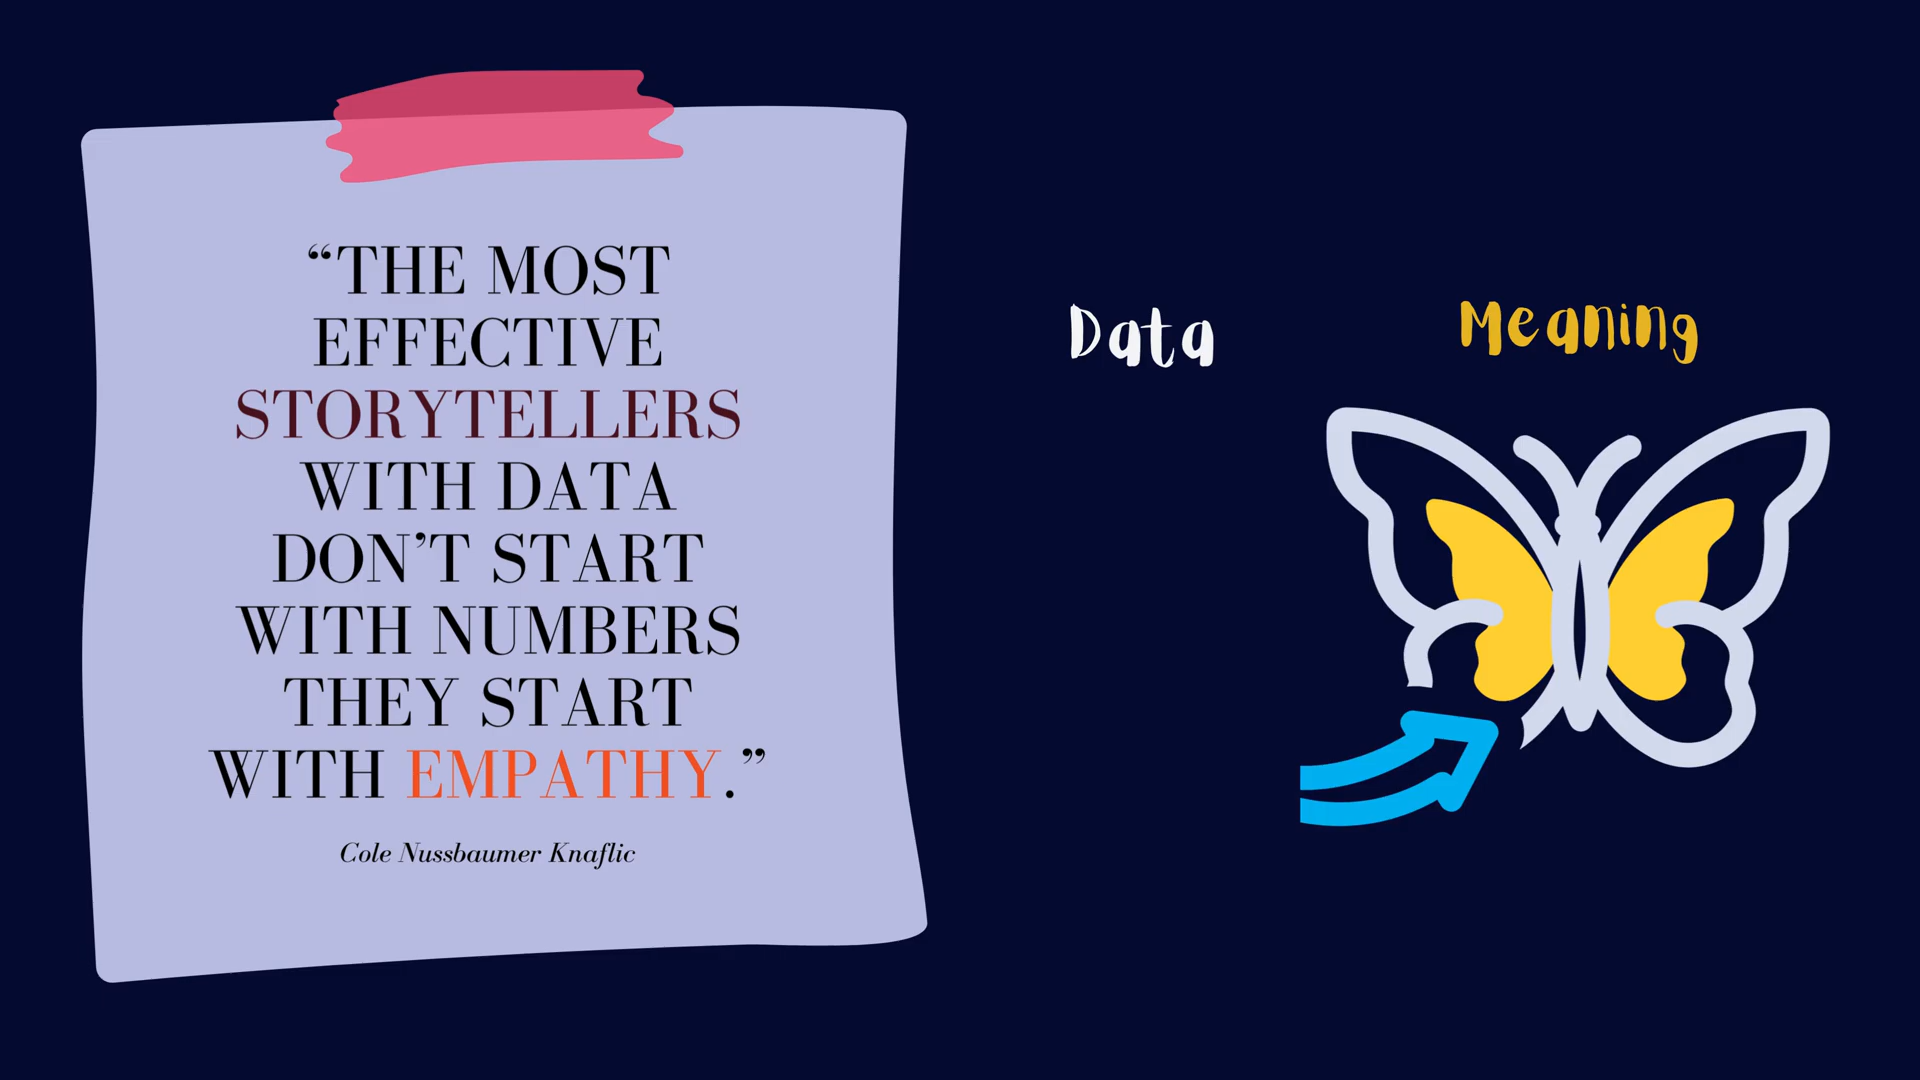 “THE MOST
EFFECTIVE
STORYTELLERS
WITH DATA
DON’T START
WITH NUMBERS
THEY START
WITH EMPATHY.”
Cole Nussbaumer Knaflic
Data
Meaning